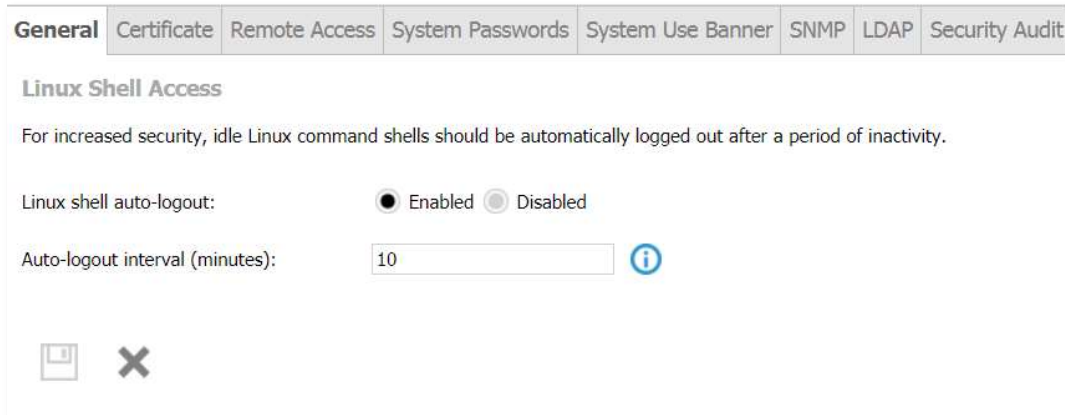 General Certificate Remote Access System Passwords System Use Banner SNMP LDAP Security Audit
Linux Shell Access
For increased security, idle Linux command shells should be automatically logged out after a period of inactivity.
Linux shell auto-logout: Enabled Disabled
Auto-logout interval (minutes): 10